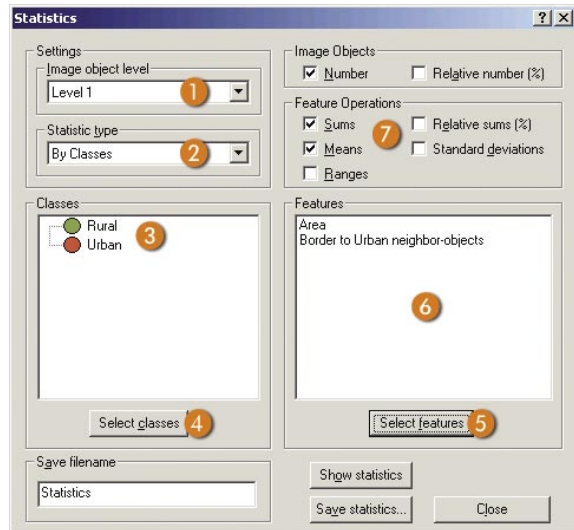 Statistics
Settings
Image object level
Level 1
1
Statistic type
By Classes
2
Image Objects
Number
Relative number (%)
Feature Operations
Sums
Relative sums (%)
7
Means
Standard deviations
Ranges
Classes
Rural
Urban
3
Select classes
4
Features
Area
Border to Urban neighbor-objects
6
Select features
5
Save filename
Statistics
Show statistics
Save statistics...
Close